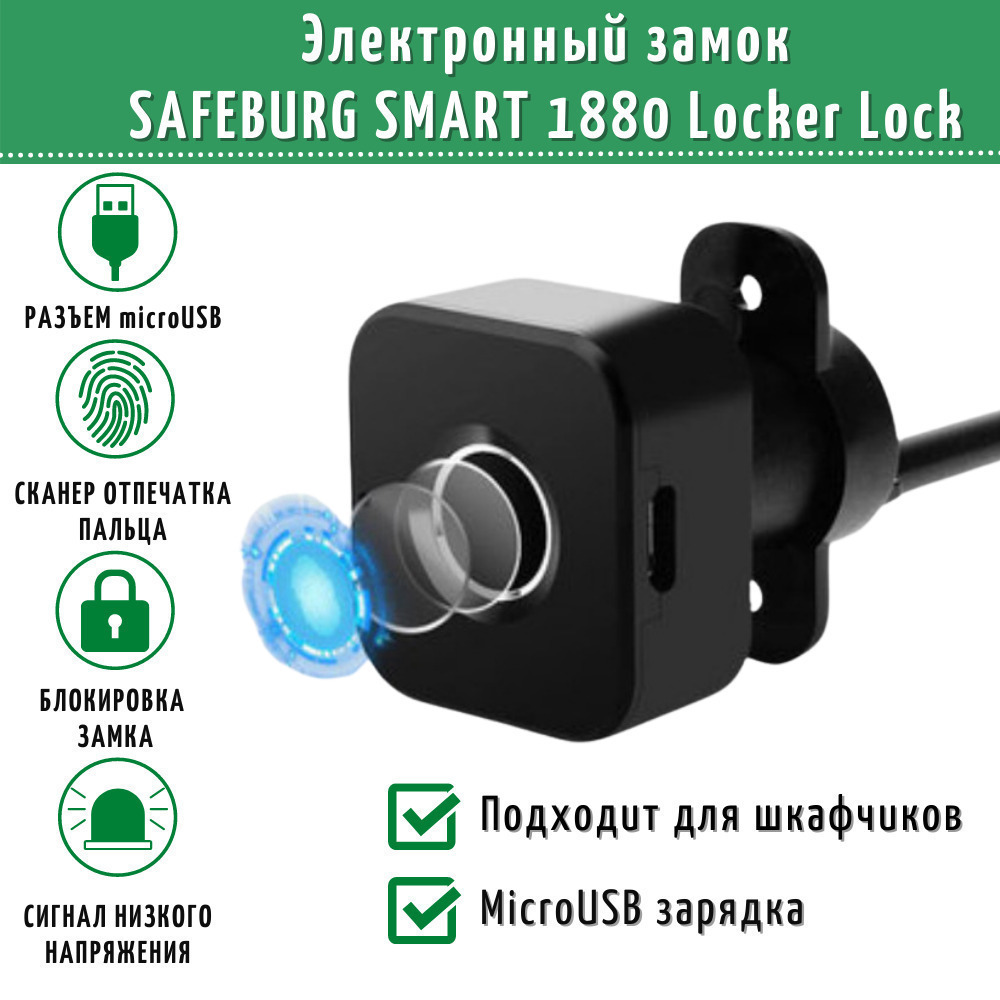 Электронный замок
SAFEBURG SMART 1880 Locker Lock
РАЗЪЕМ microUSB
СКАНЕР ОТПЕЧАТКА
ПАЛЬЦА
БЛОКИРОВКА
ЗАМКА
СИГНАЛ НИЗКОГО
НАПРЯЖЕНИЯ
Подходит для шкафчиков
MicroUSB зарядка